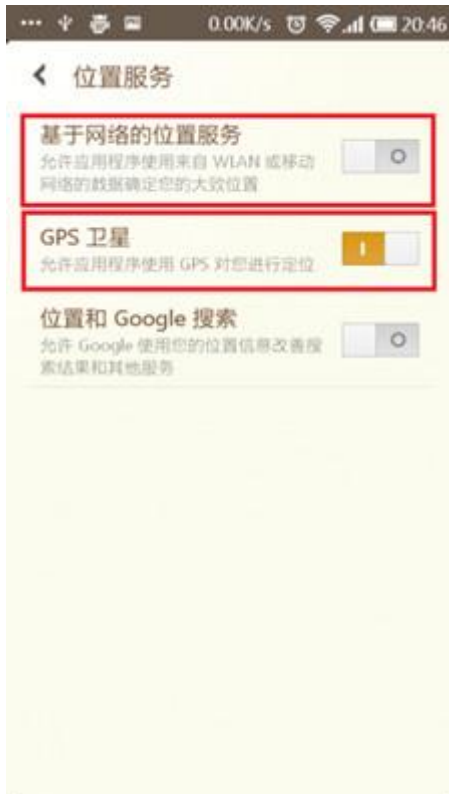 0.00K/s 20:46
位置服务
基于网络的位置服务
允许应用程序使用来自 WLAN 或移动
网络的数据确定您的大致位置
GPS 卫星
允许应用程序使用 GPS 对您进行定位
位置和 Google 搜索
允许 Google 使用您的位置信息改善搜
索结果和其他服务